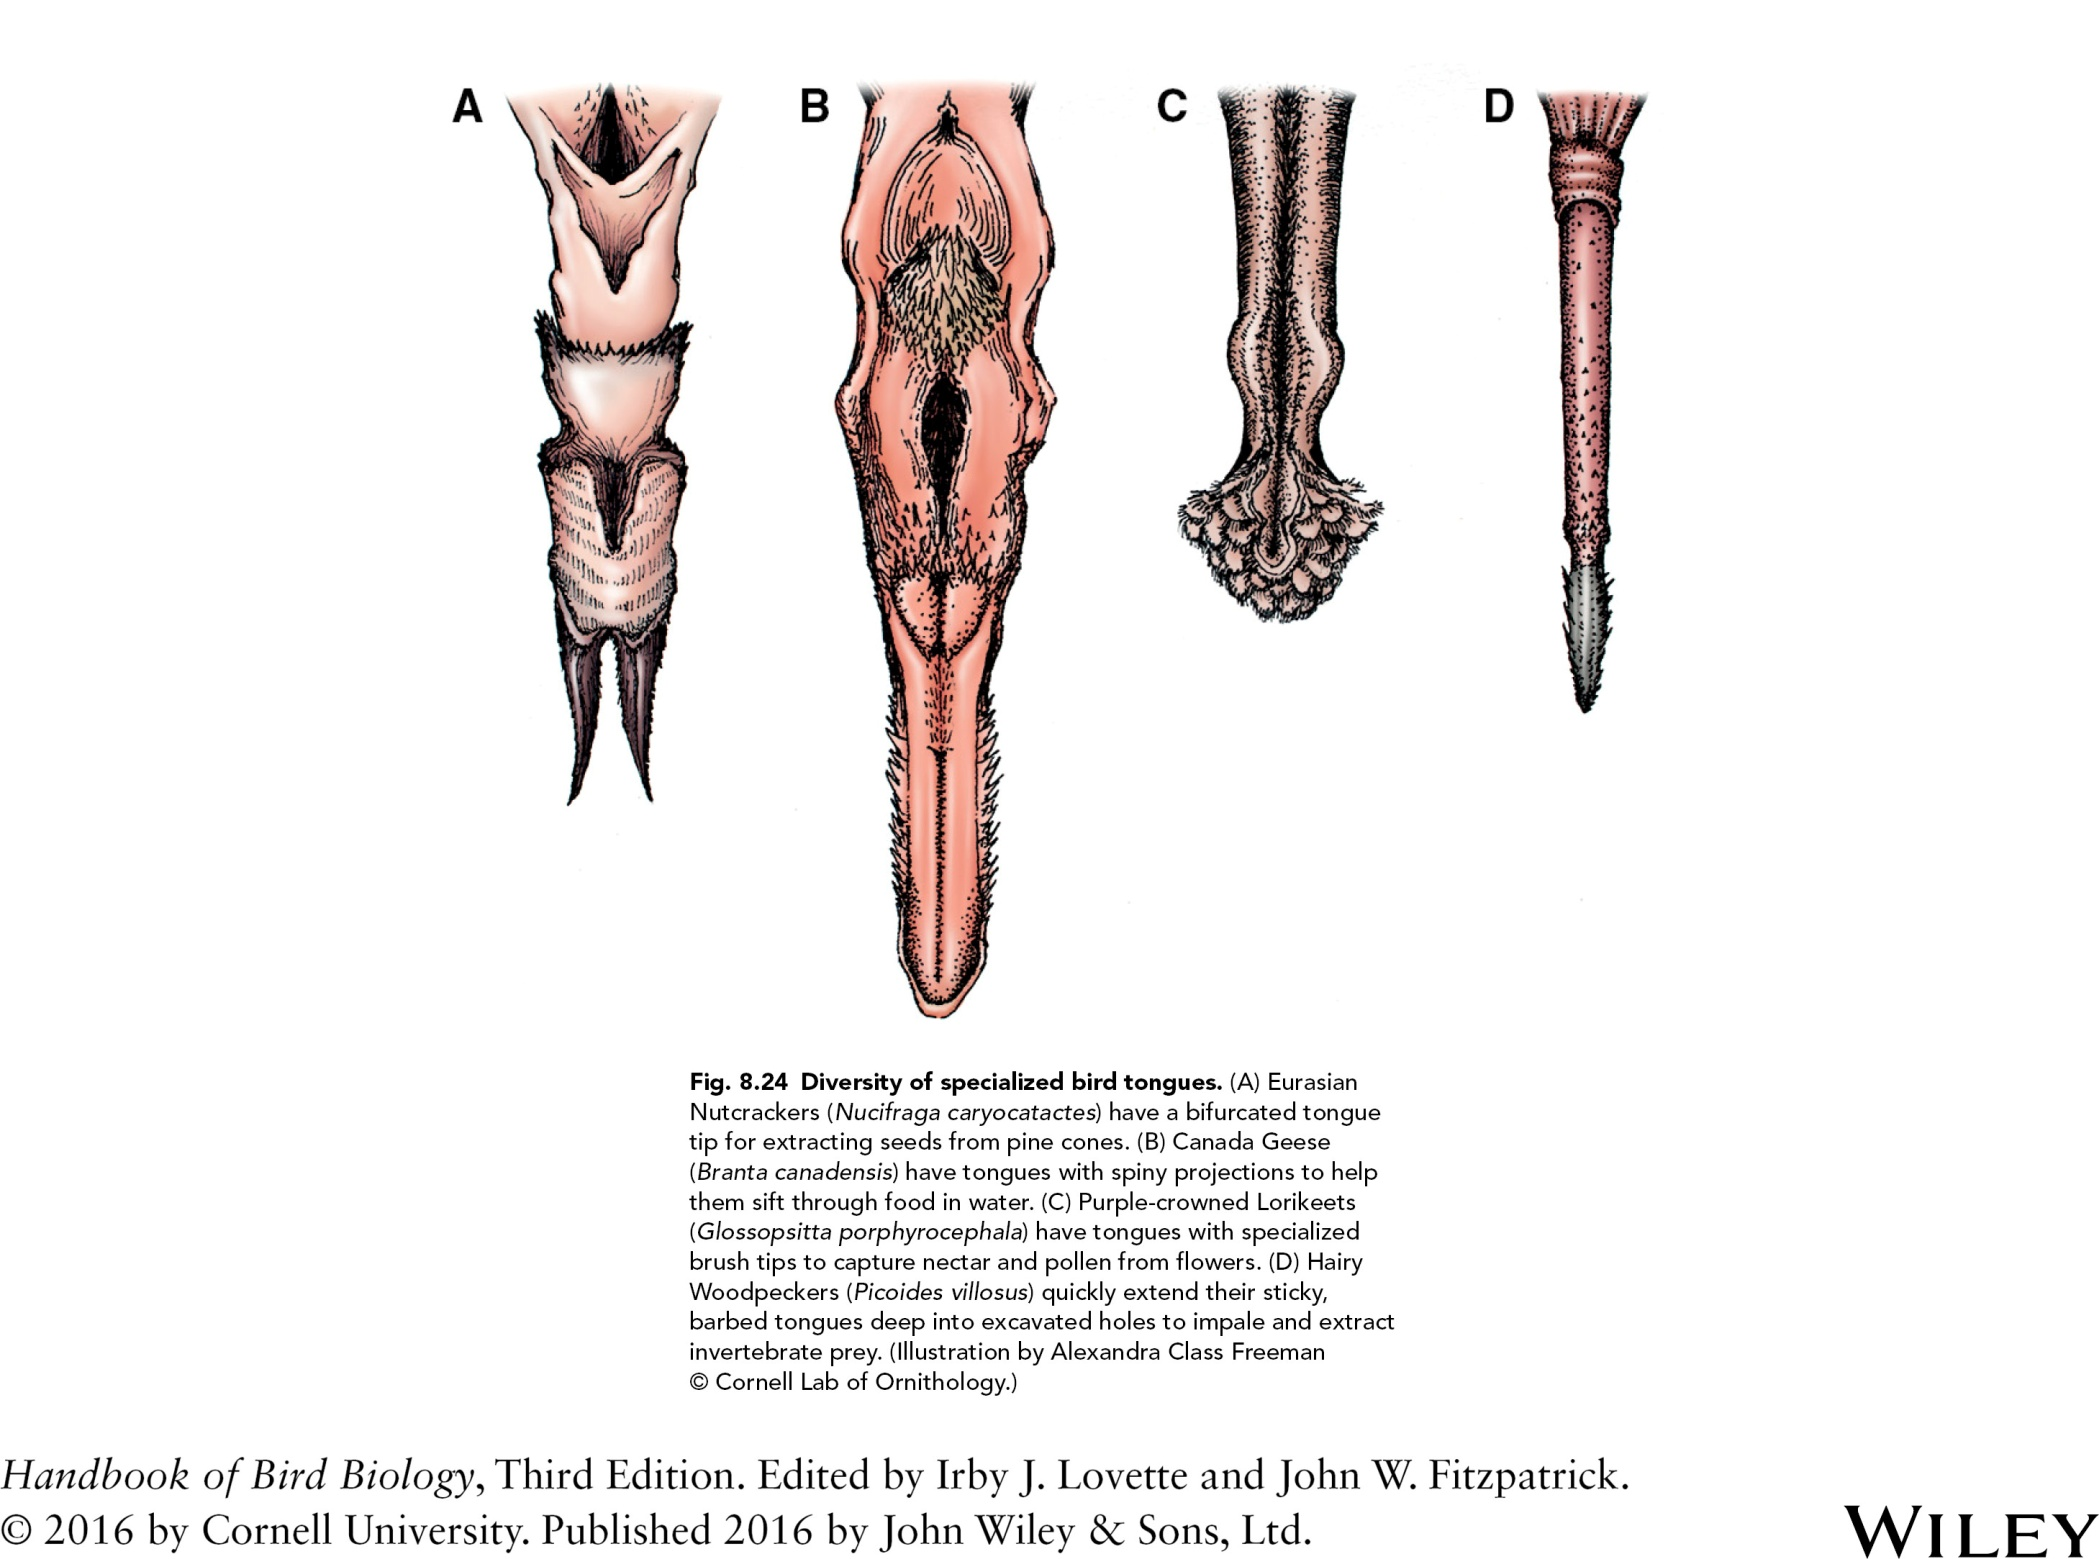 A B C D
Fig. 8.24 Diversity of specialized bird tongues. (A) Eurasian
Nutcrackers (Nucifraga caryocatactes) have a bifurcated tongue
tip for extracting seeds from pine cones. (B) Canada Geese
(Branta canadensis) have tongues with spiny projections to help
them sift through food in water. (C) Purple-crowned Lorikeets
(Glossopsitta porphyrocephala) have tongues with specialized
brush tips to capture nectar and pollen from flowers. (D) Hairy
Woodpeckers (Picoides villosus) quickly extend their sticky,
barbed tongues deep into excavated holes to impale and extract
invertebrate prey. (Illustration by Alexandra Class Freeman
© Cornell Lab of Ornithology.)
Handbook of Bird Biology, Third Edition. Edited by Irby J. Lovette and John W. Fitzpatrick.
© 2016 by Cornell University. Published 2016 by John Wiley & Sons, Ltd.
WILEY